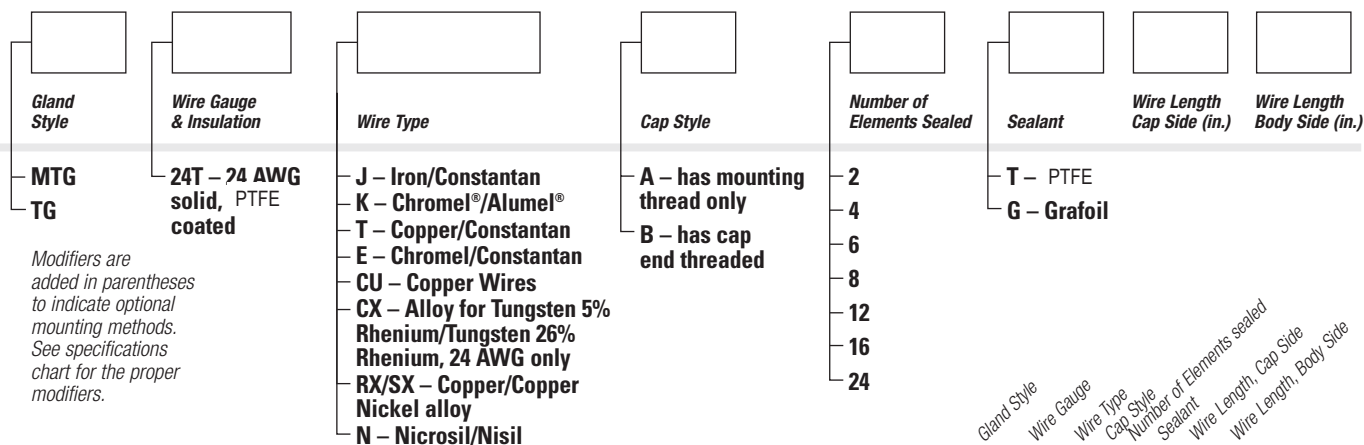 Gland
Style
Wire Gauge
& Insulation
Wire Type
Cap Style
Number of
Elements Sealed
Sealant
Wire Length
Cap Side (in.)
Wire Length
Body Side (in.)
MTG
TG
Modifiers are
added in parentheses
to indicate optional
mounting methods.
See specifications
chart for the proper
modifiers.
24T – 24 AWG
solid, PTFE
coated
J – Iron/Constantan
K – Chromel®/Alumel®
T – Copper/Constantan
E – Chromel/Constantan
CU – Copper Wires
CX – Alloy for Tungsten 5%
Rhenium/Tungsten 26%
Rhenium, 24 AWG only
RX/SX – Copper/Copper
Nickel alloy
N – Nicrosil/Nisil
A – has mounting
thread only
B – has cap
end threaded
2
4
6
8
12
16
24
T – PTFE
G – Grafoil
Gland Style
Wire Gauge
Wire Type
Cap Style
Number of Elements sealed
Sealant
Wire Length, Cap Side
Wire Length, Body Side